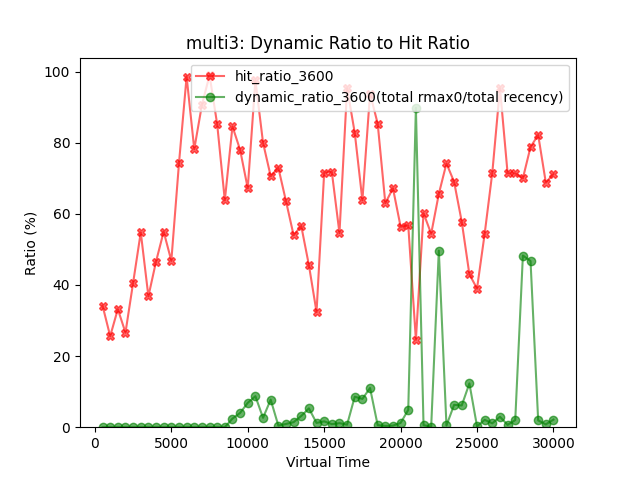 multi3: Dynamic Ratio to Hit Ratio
hit_ratio_3600
dynamic_ratio_3600(total rmax0/total recency)
Ratio (%)
100
80
60
40
20
0
0 5000 10000 15000 20000 25000 30000
Virtual Time